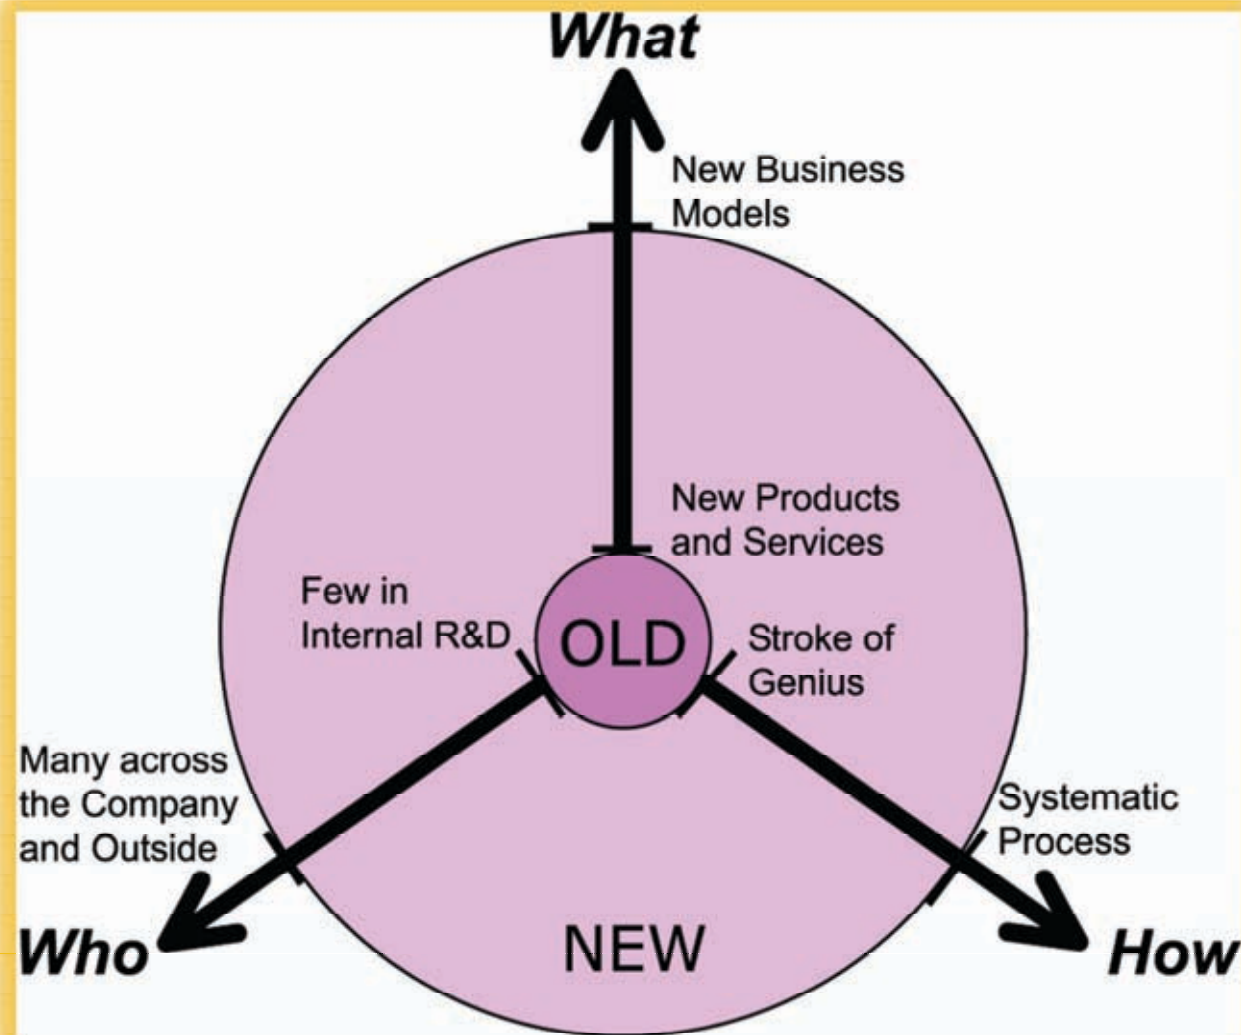 What
New Business
Models
New Products
and Services
Few in
Internal R&D
OLD
Stroke of
Genius
Many across
the Company
and Outside
Systematic
Process
Who
NEW
How